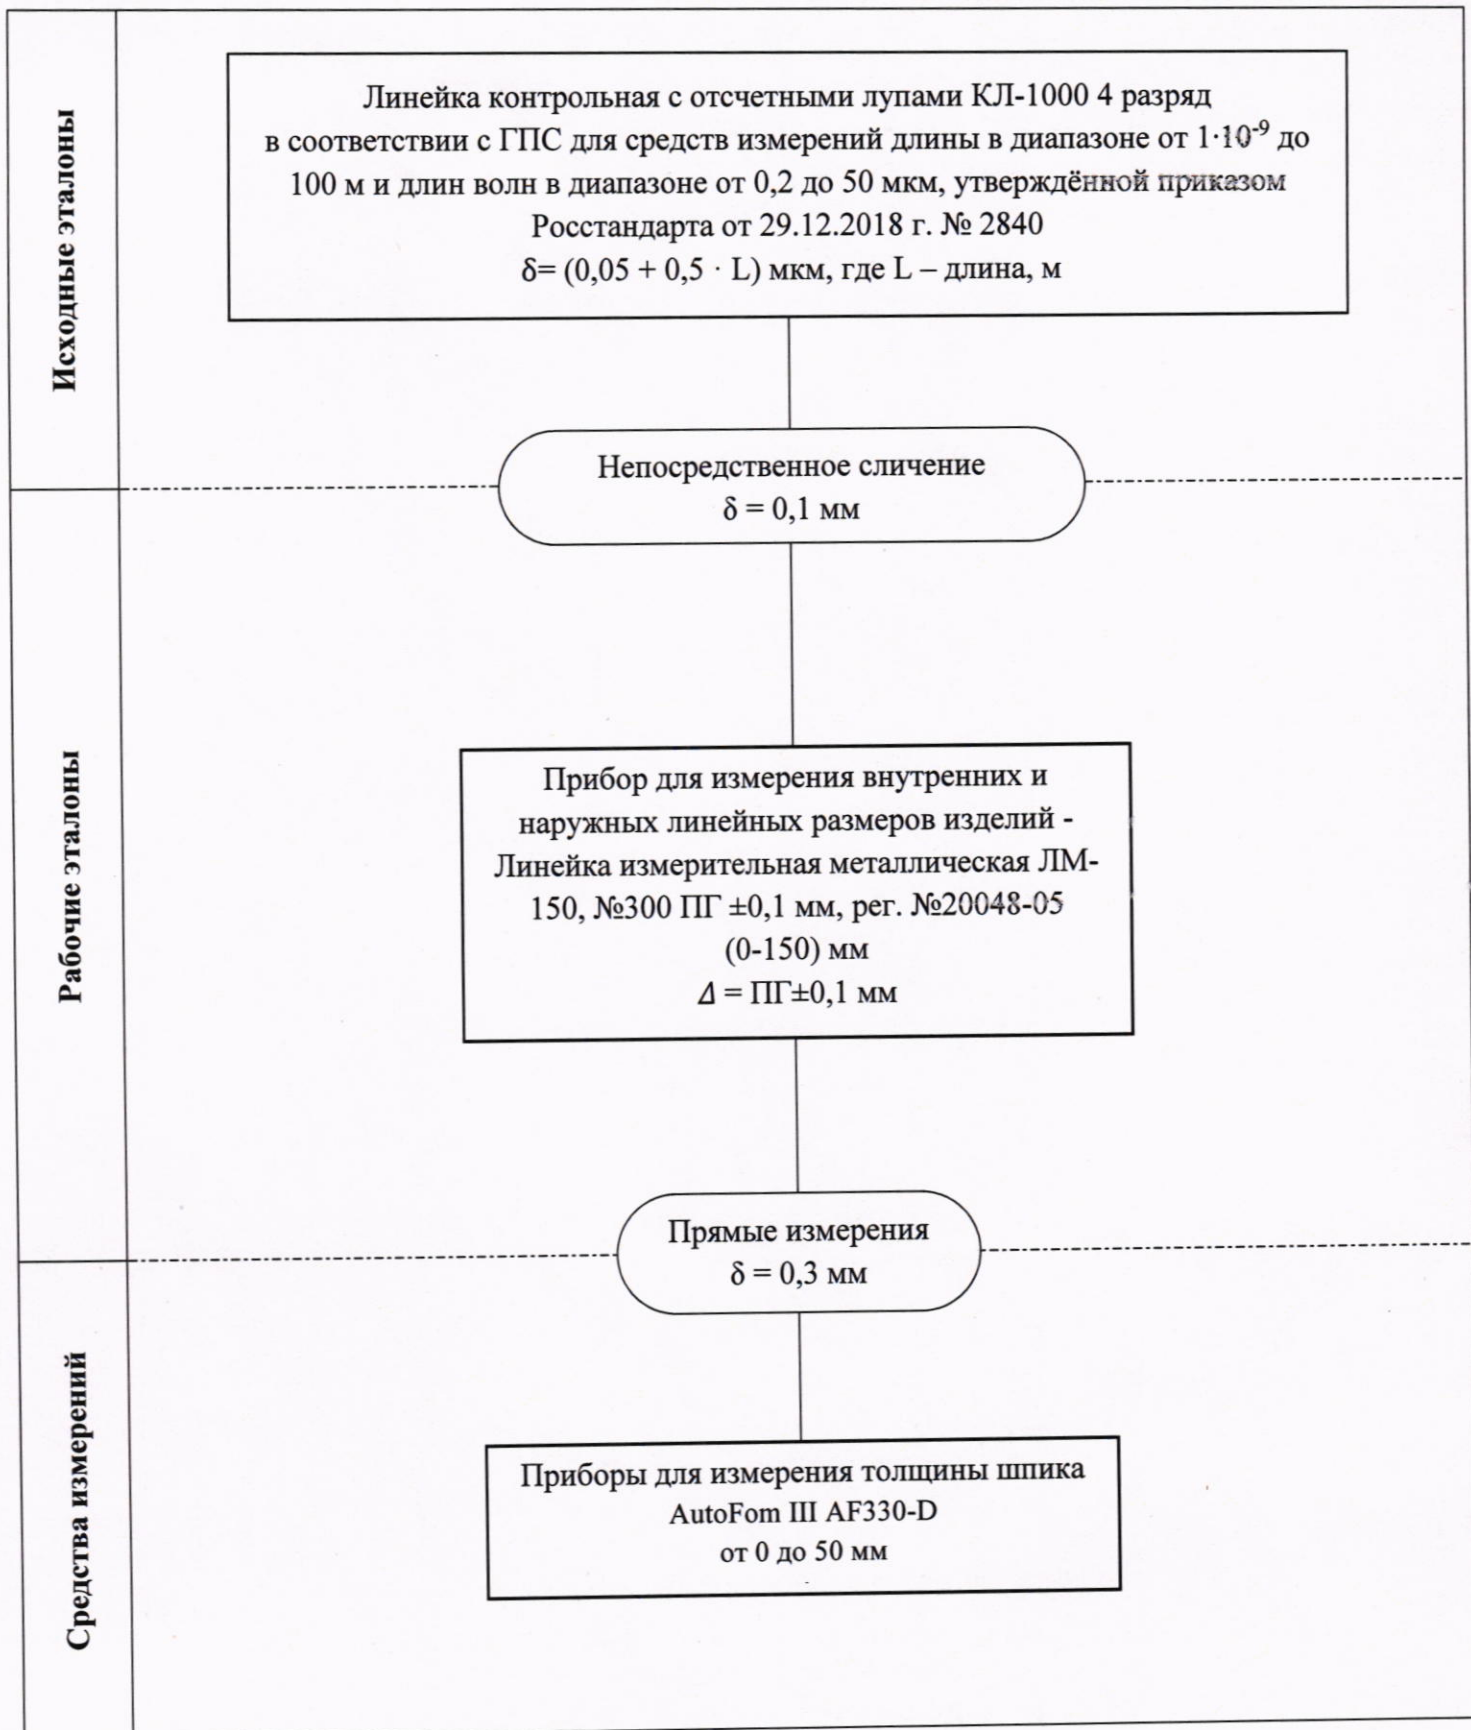 Исходные эталоны
Линейка контрольная с отсчетными лупами КЛ-1000 4 разряд
в соответствии с ГПС для средств измерений длины в диапазоне от 1·10⁻⁹ до
100 м и длин волн в диапазоне от 0,2 до 50 мкм, утверждённой приказом
Росстандарта от 29.12.2018 г. № 2840
δ= (0,05 + 0,5 · L) мкм, где L – длина, м
Непосредственное сличение
δ = 0,1 мм
Рабочие эталоны
Прибор для измерения внутренних и
наружных линейных размеров изделий -
Линейка измерительная металлическая ЛМ-
150, №300 ПГ ±0,1 мм, рег. №20048-05
(0-150) мм
Δ = ПГ±0,1 мм
Прямые измерения
δ = 0,3 мм
Средства измерений
Приборы для измерения толщины шпика
AutoFom III AF330-D
от 0 до 50 мм